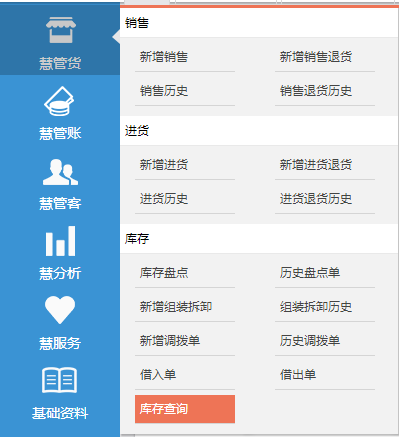 慧管货
慧管账
慧管客
慧分析
慧服务
基础资料
销售
新增销售 新增销售退货
销售历史 销售退货历史
进货
新增进货 新增进货退货
进货历史 进货退货历史
库存
库存盘点 历史盘点单
新增组装拆卸 组装拆卸历史
新增调拨单 历史调拨单
借入单 借出单
库存查询